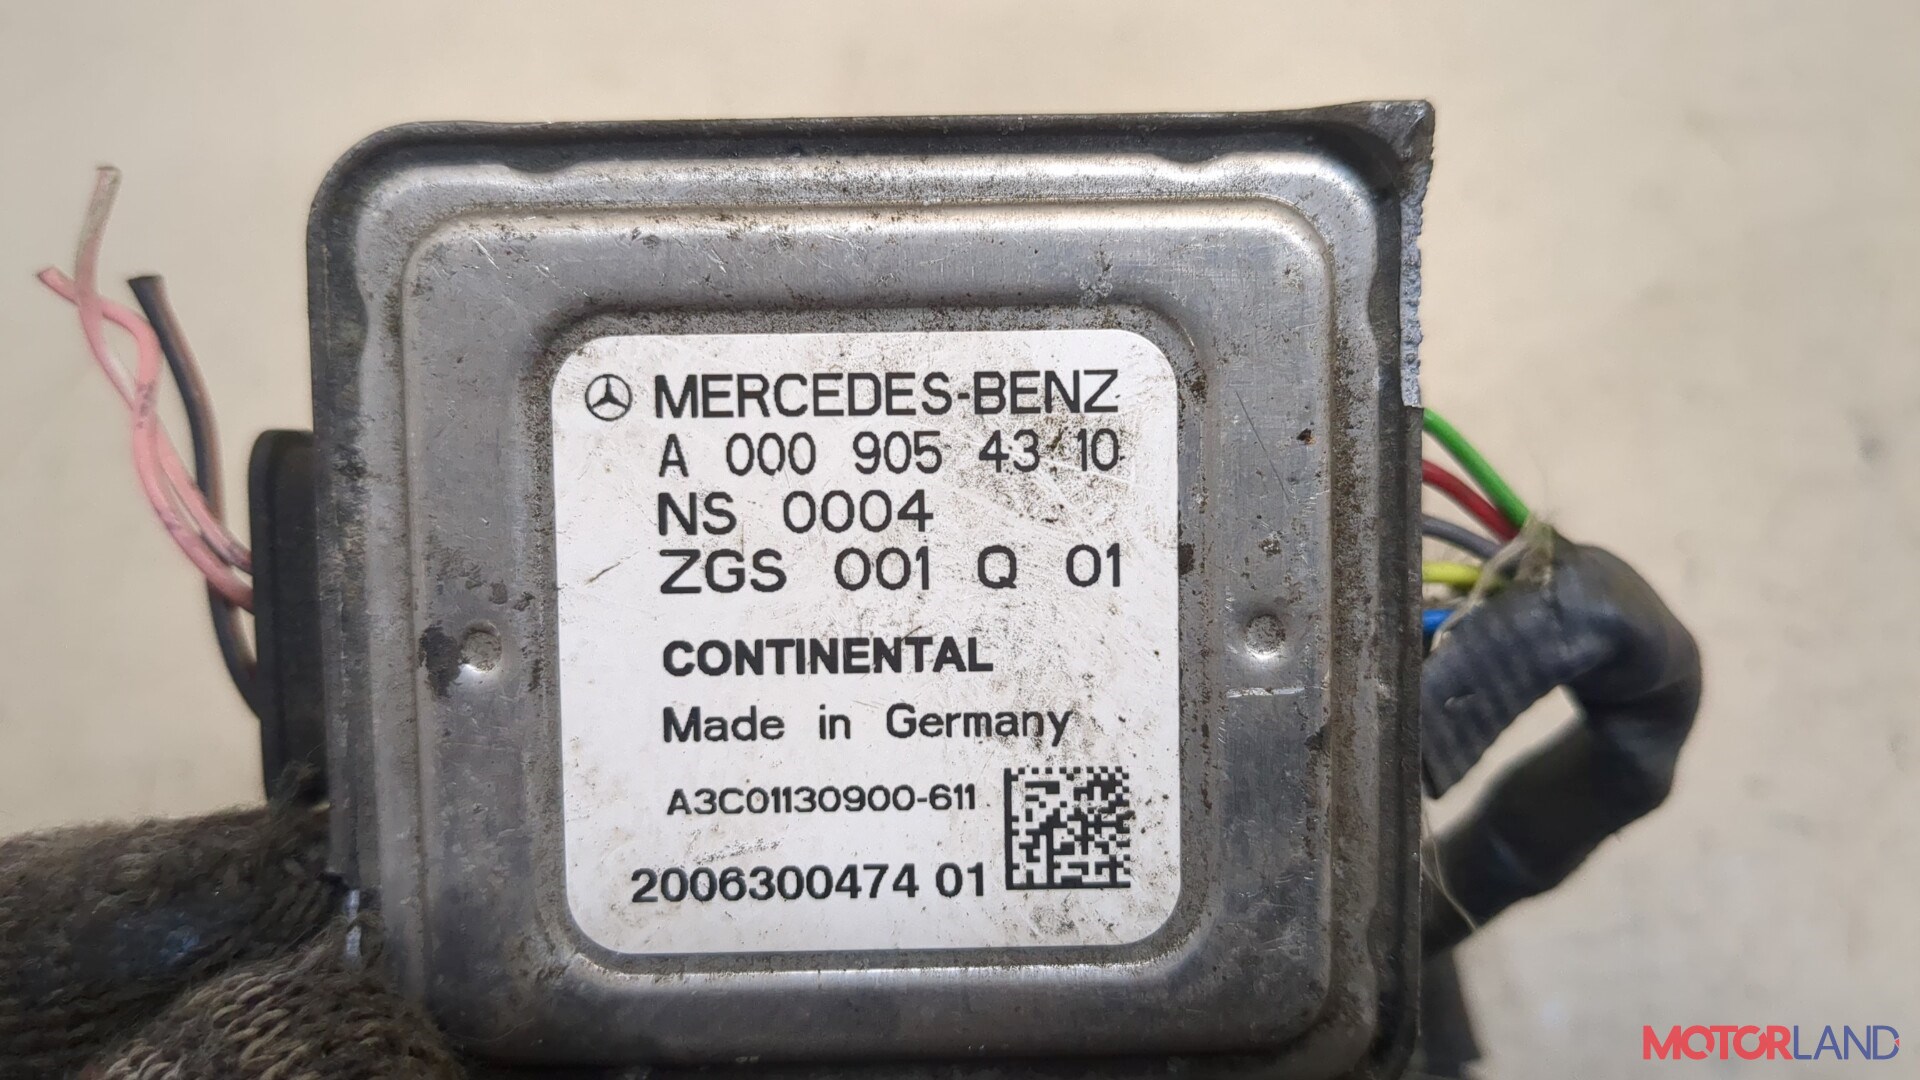 MERCEDES-BENZ
A 000 905 43 10
NS 0004
ZGS 001 Q 01
CONTINENTAL
Made in Germany
A3C01130900-611
2006300474 01
MOTORLAND